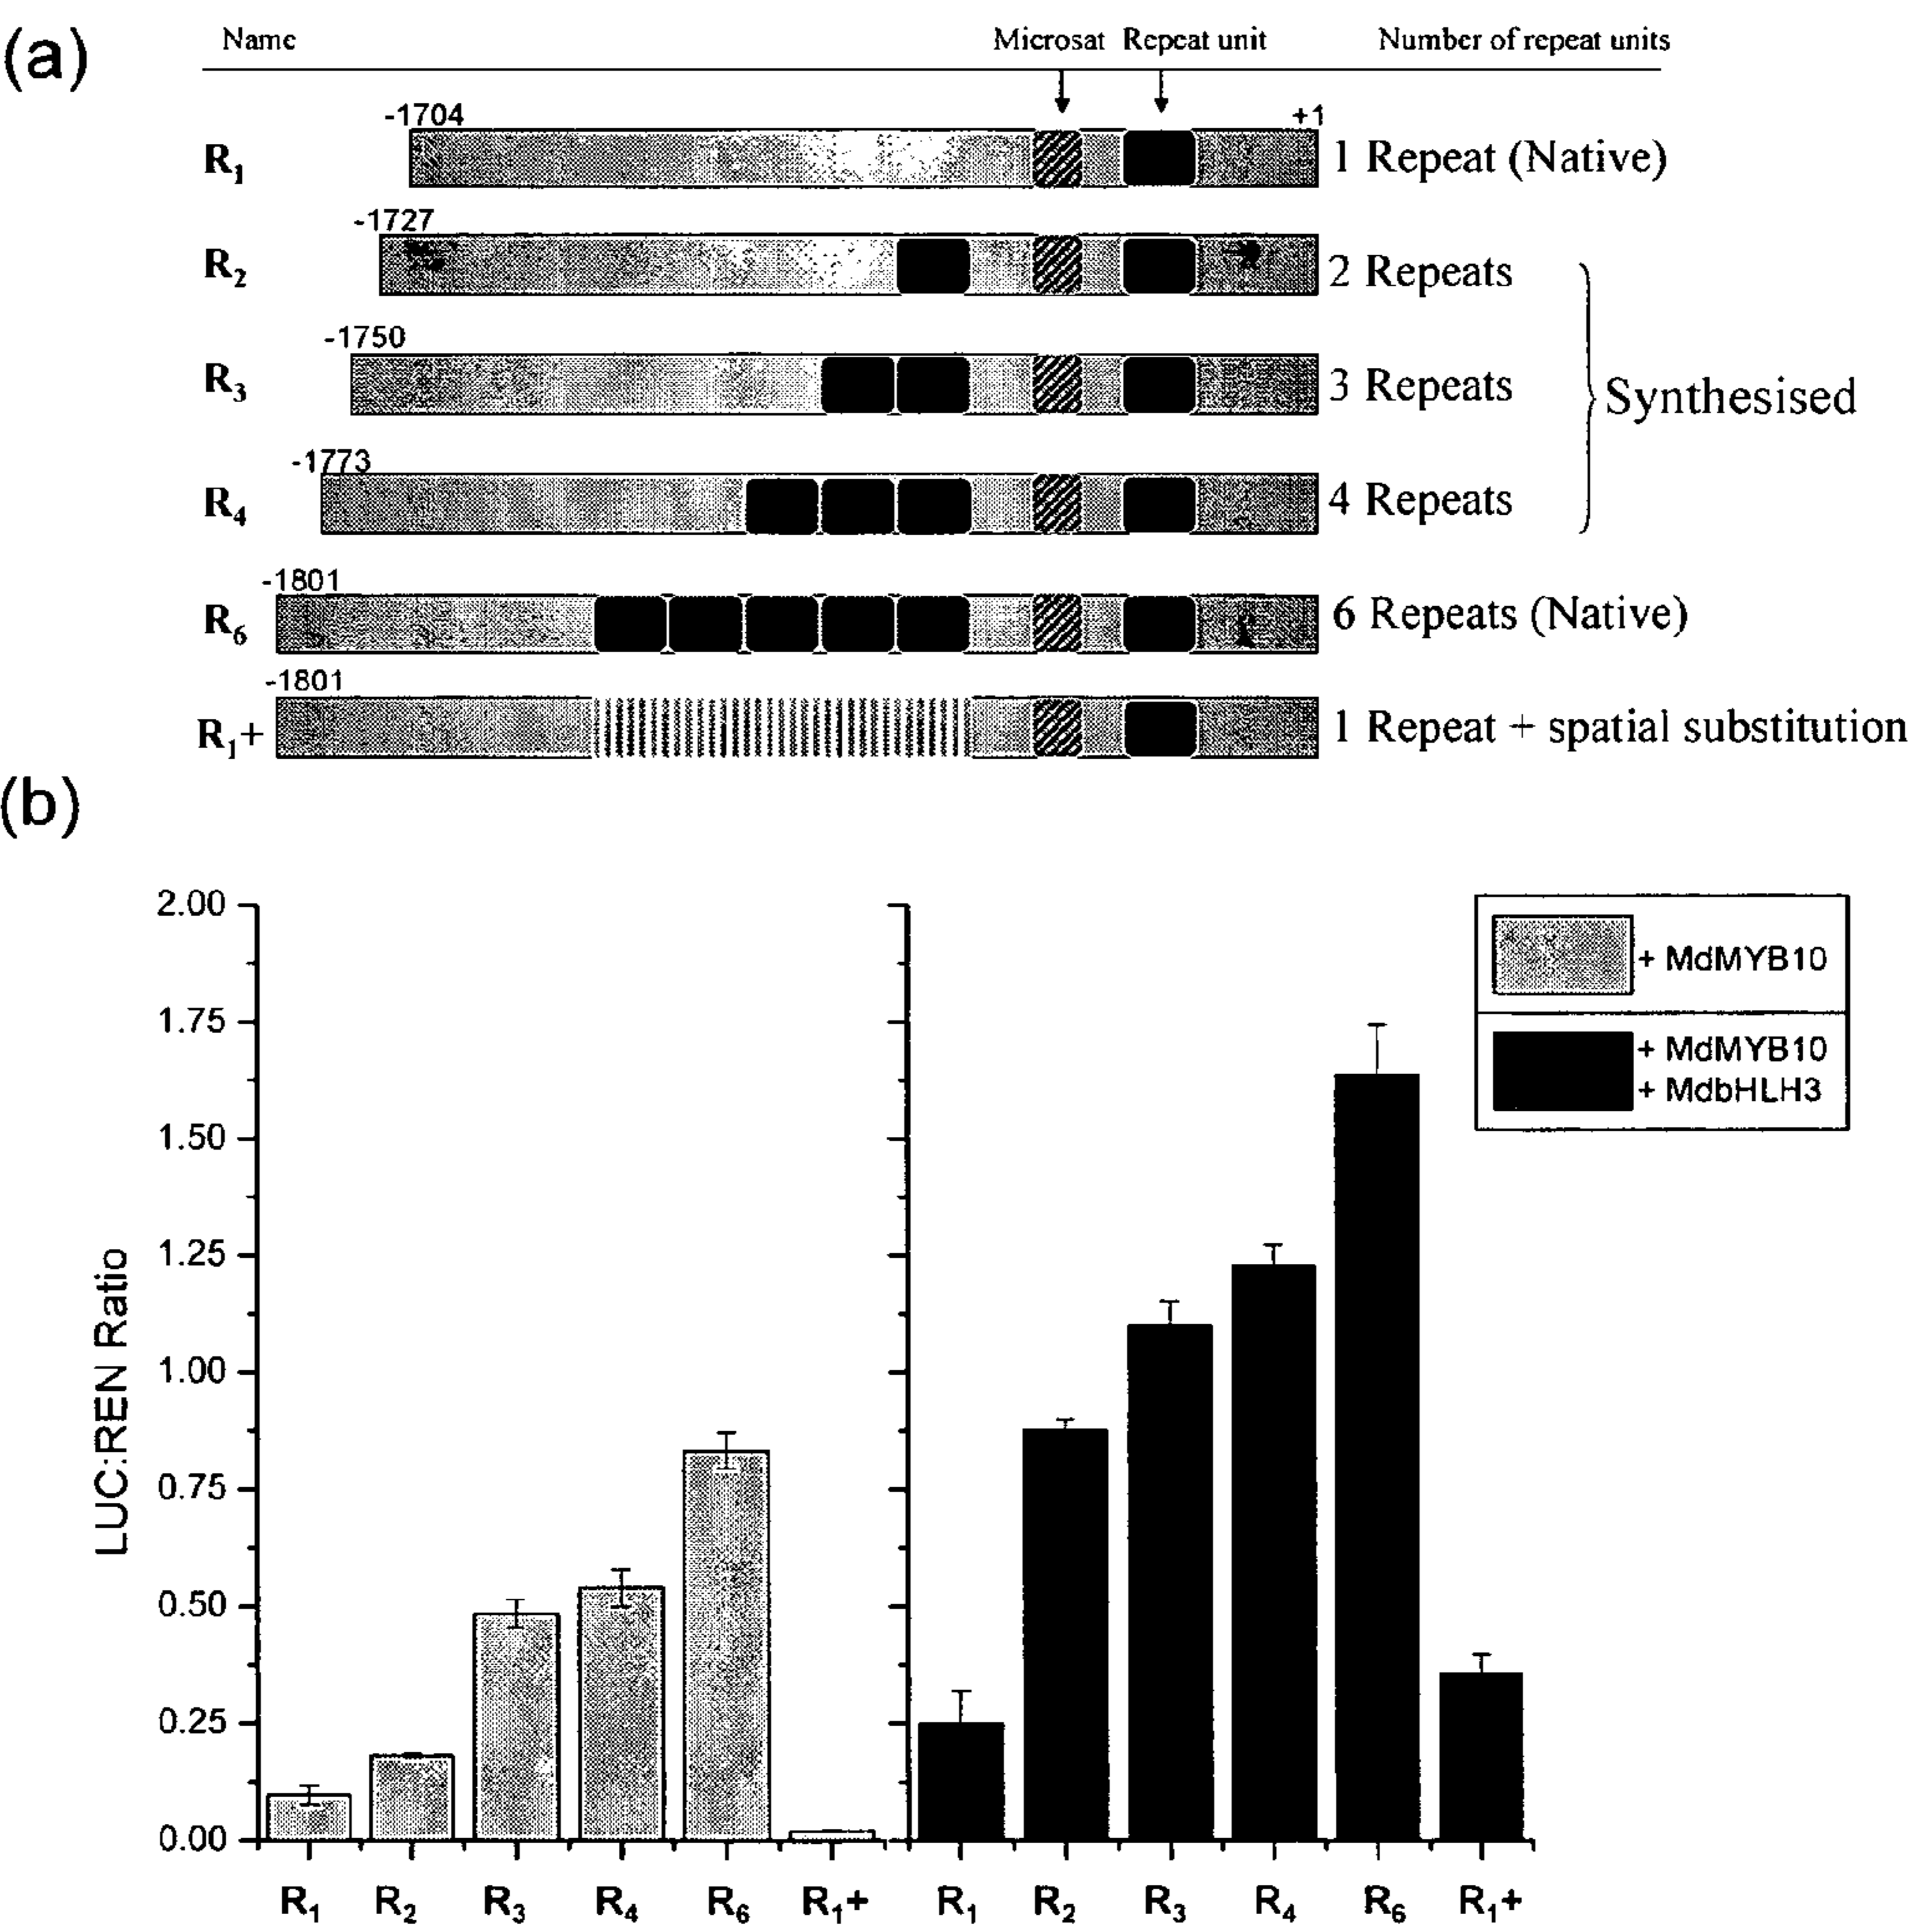 (a)
Name Microsat Repeat unit Number of repeat units
-1704 +1
R1 1 Repeat (Native)
-1727
R2 2 Repeats
-1750
R3 3 Repeats
Synthesised
-1773
R4 4 Repeats
-1801
R6 6 Repeats (Native)
-1801
R1+ 1 Repeat + spatial substitution
(b)
LUC:REN Ratio
2.00
1.75
1.50
1.25
1.00
0.75
0.50
0.25
0.00
+ MdMYB10
+ MdMYB10
+ MdbHLH3
R1 R2 R3 R4 R6 R1+ R1 R2 R3 R4 R6 R1+